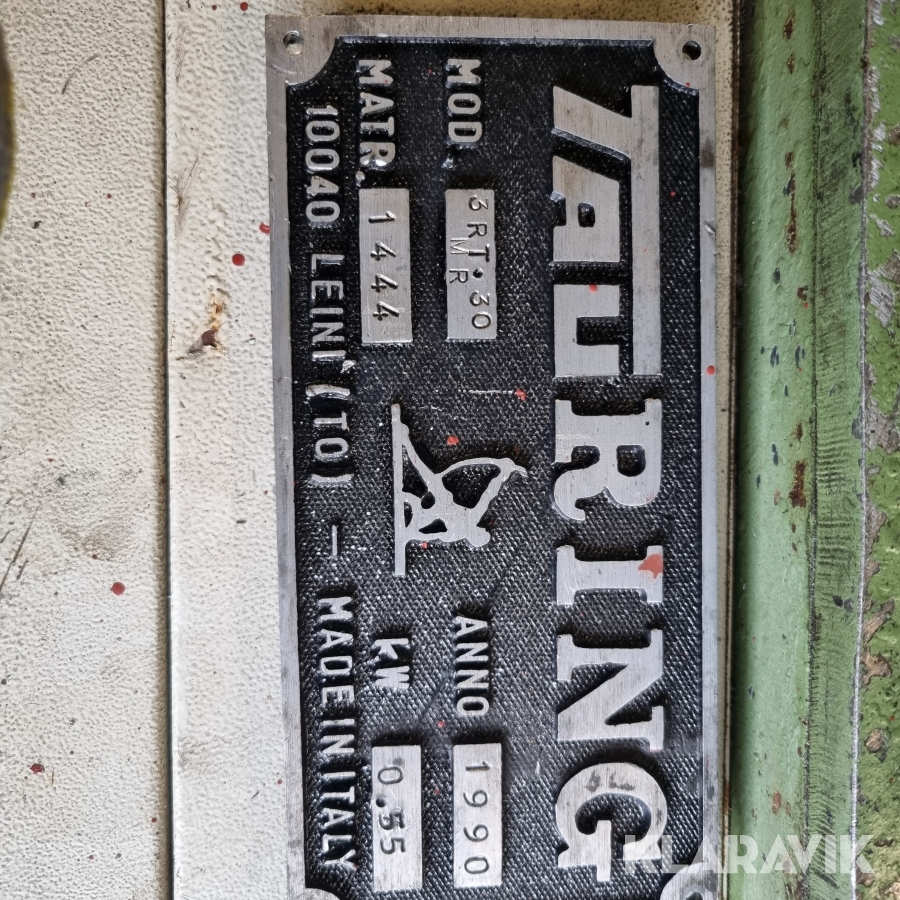 TAURING
MOD. 3RT.30 ANNO 1990
MR
MATR. 1444 kW 0,55
10040 LEINI' (TO) — MADE IN ITALY
KLARAVIK